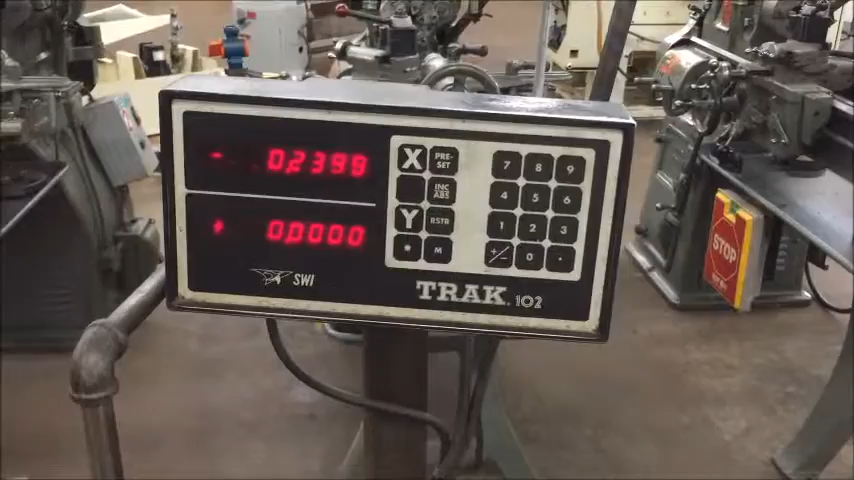 - 0.2399
+ 0.0000
X PRE-SET 7 8 9
INC ABS 4 5 6
Y RSTR 1 2 3
* M +/- 0 .
SWI
TRAK 102
STOP